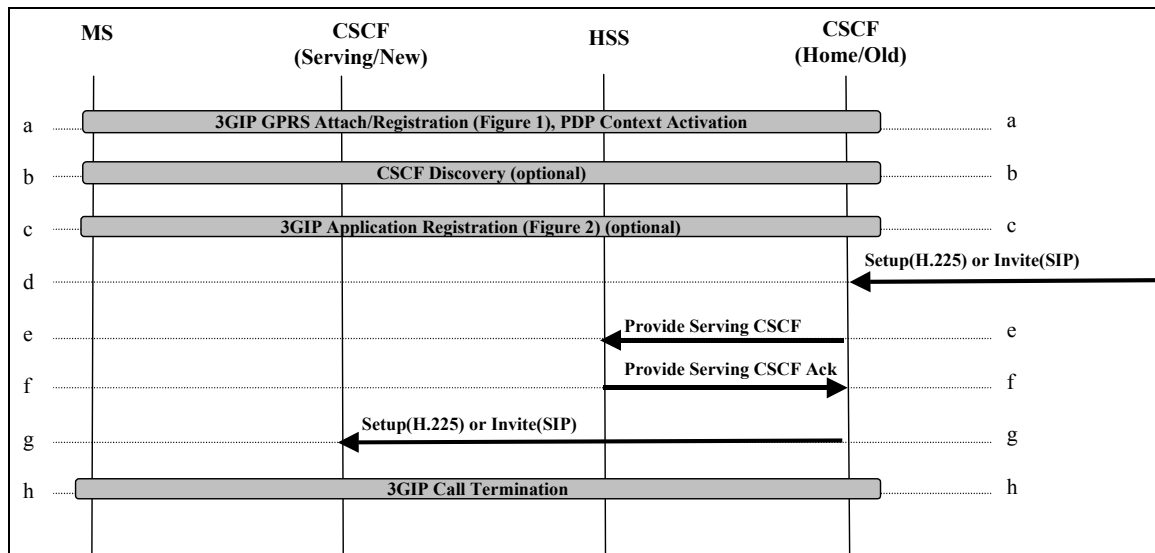 MS
CSCF
(Serving/New)
HSS
CSCF
(Home/Old)
a
3GIP GPRS Attach/Registration (Figure 1), PDP Context Activation
a
b
CSCF Discovery (optional)
b
c
3GIP Application Registration (Figure 2) (optional)
c
Setup(H.225) or Invite(SIP)
d
Provide Serving CSCF
e
e
Provide Serving CSCF Ack
f
f
Setup(H.225) or Invite(SIP)
g
g
h
3GIP Call Termination
h